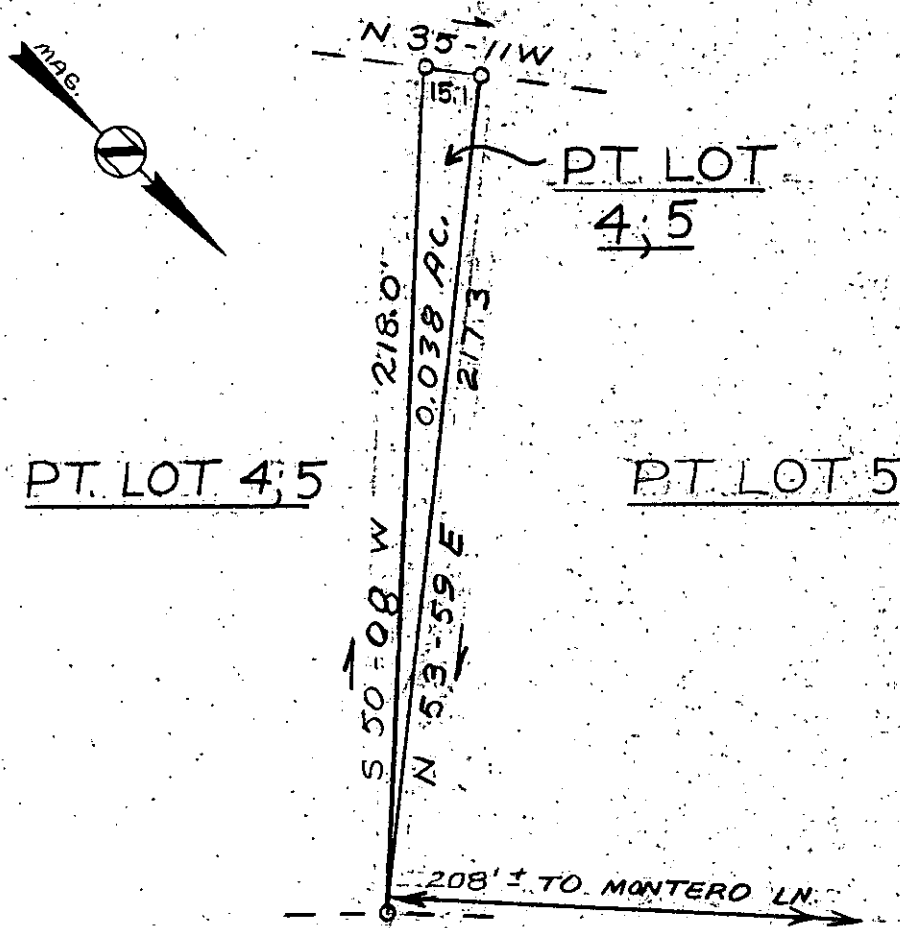 MAG.
N 35-11 W
15.1
PT. LOT
4,5
218.0'
0.038 AC.
217.3
PT. LOT 4,5
PT. LOT 5
S 50-08 W
N 53-59 E
208' ± TO MONTERO LN.